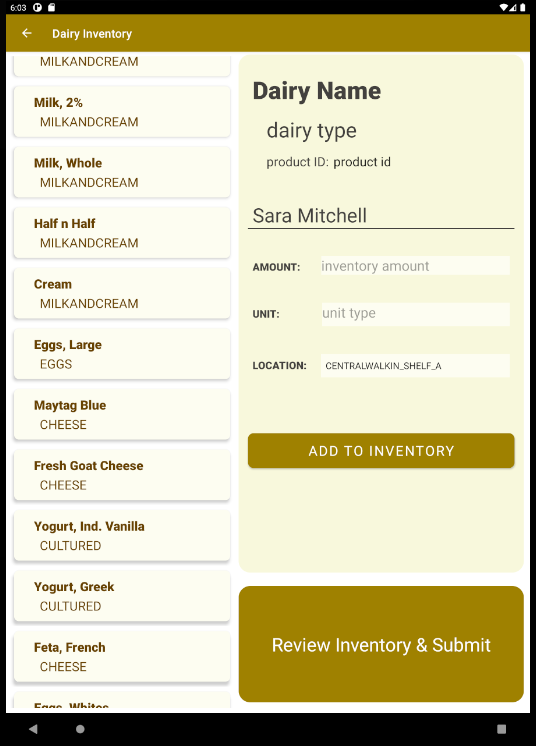 6:03
Dairy Inventory
MILKANDCREAM
Milk, 2%
MILKANDCREAM
Milk, Whole
MILKANDCREAM
Half n Half
MILKANDCREAM
Cream
MILKANDCREAM
Eggs, Large
EGGS
Maytag Blue
CHEESE
Fresh Goat Cheese
CHEESE
Yogurt, Ind. Vanilla
CULTURED
Yogurt, Greek
CULTURED
Feta, French
CHEESE
Eggs, Whites
Dairy Name
dairy type
product ID: product id
Sara Mitchell
AMOUNT: inventory amount
UNIT: unit type
LOCATION: CENTRALWALKIN_SHELF_A
ADD TO INVENTORY
Review Inventory & Submit